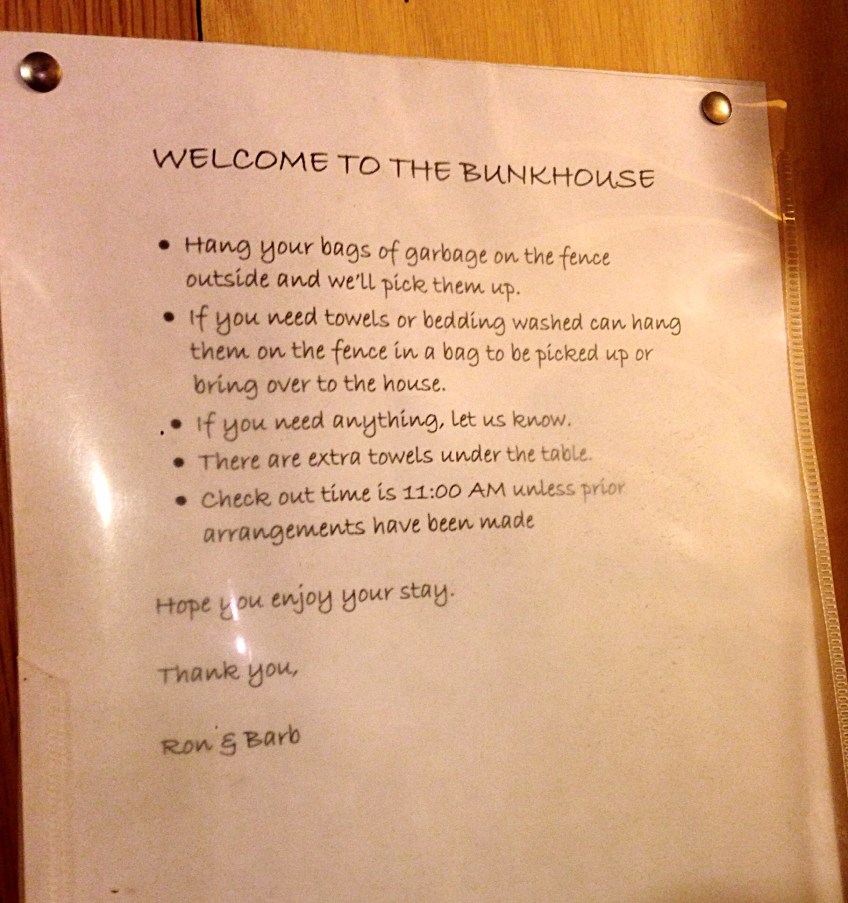 WELCOME TO THE BUNKHOUSE
• Hang your bags of garbage on the fence
outside and we'll pick them up.
• If you need towels or bedding washed can hang
them on the fence in a bag to be picked up or
bring over to the house.
• If you need anything, let us know.
• There are extra towels under the table.
• Check out time is 11:00 AM unless prior
arrangements have been made
Hope you enjoy your stay.
Thank you,
Ron & Barb